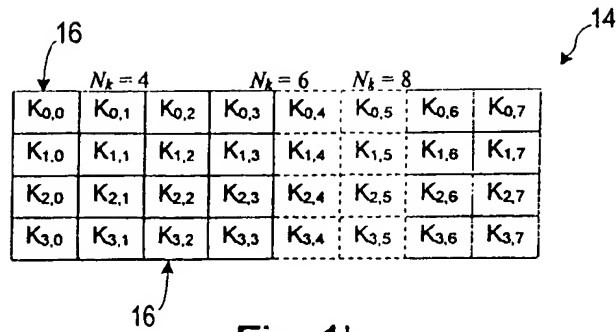 16
14
Nk = 4 Nk = 6 Nk = 8
K0,0 K0,1 K0,2 K0,3 K0,4 K0,5 K0,6 K0,7
K1,0 K1,1 K1,2 K1,3 K1,4 K1,5 K1,6 K1,7
K2,0 K2,1 K2,2 K2,3 K2,4 K2,5 K2,6 K2,7
K3,0 K3,1 K3,2 K3,3 K3,4 K3,5 K3,6 K3,7
16